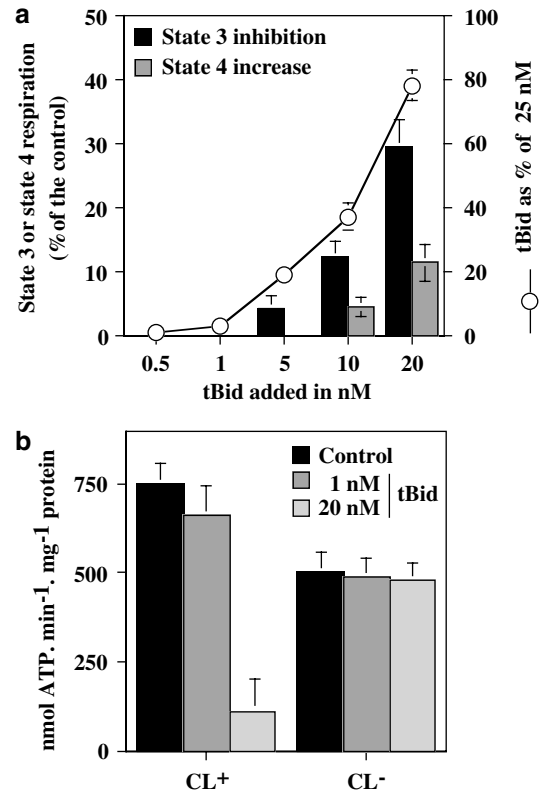 a
State 3 inhibition
State 4 increase
State 3 or state 4 respiration
(% of the control)
50
40
30
20
10
0
100
80
60
40
20
0
tBid as % of 25 nM
0.5 1 5 10 20
tBid added in nM
b
Control
1 nM
20 nM
tBid
nmol ATP. min-1. mg-1 protein
750
500
250
0
CL+ CL-